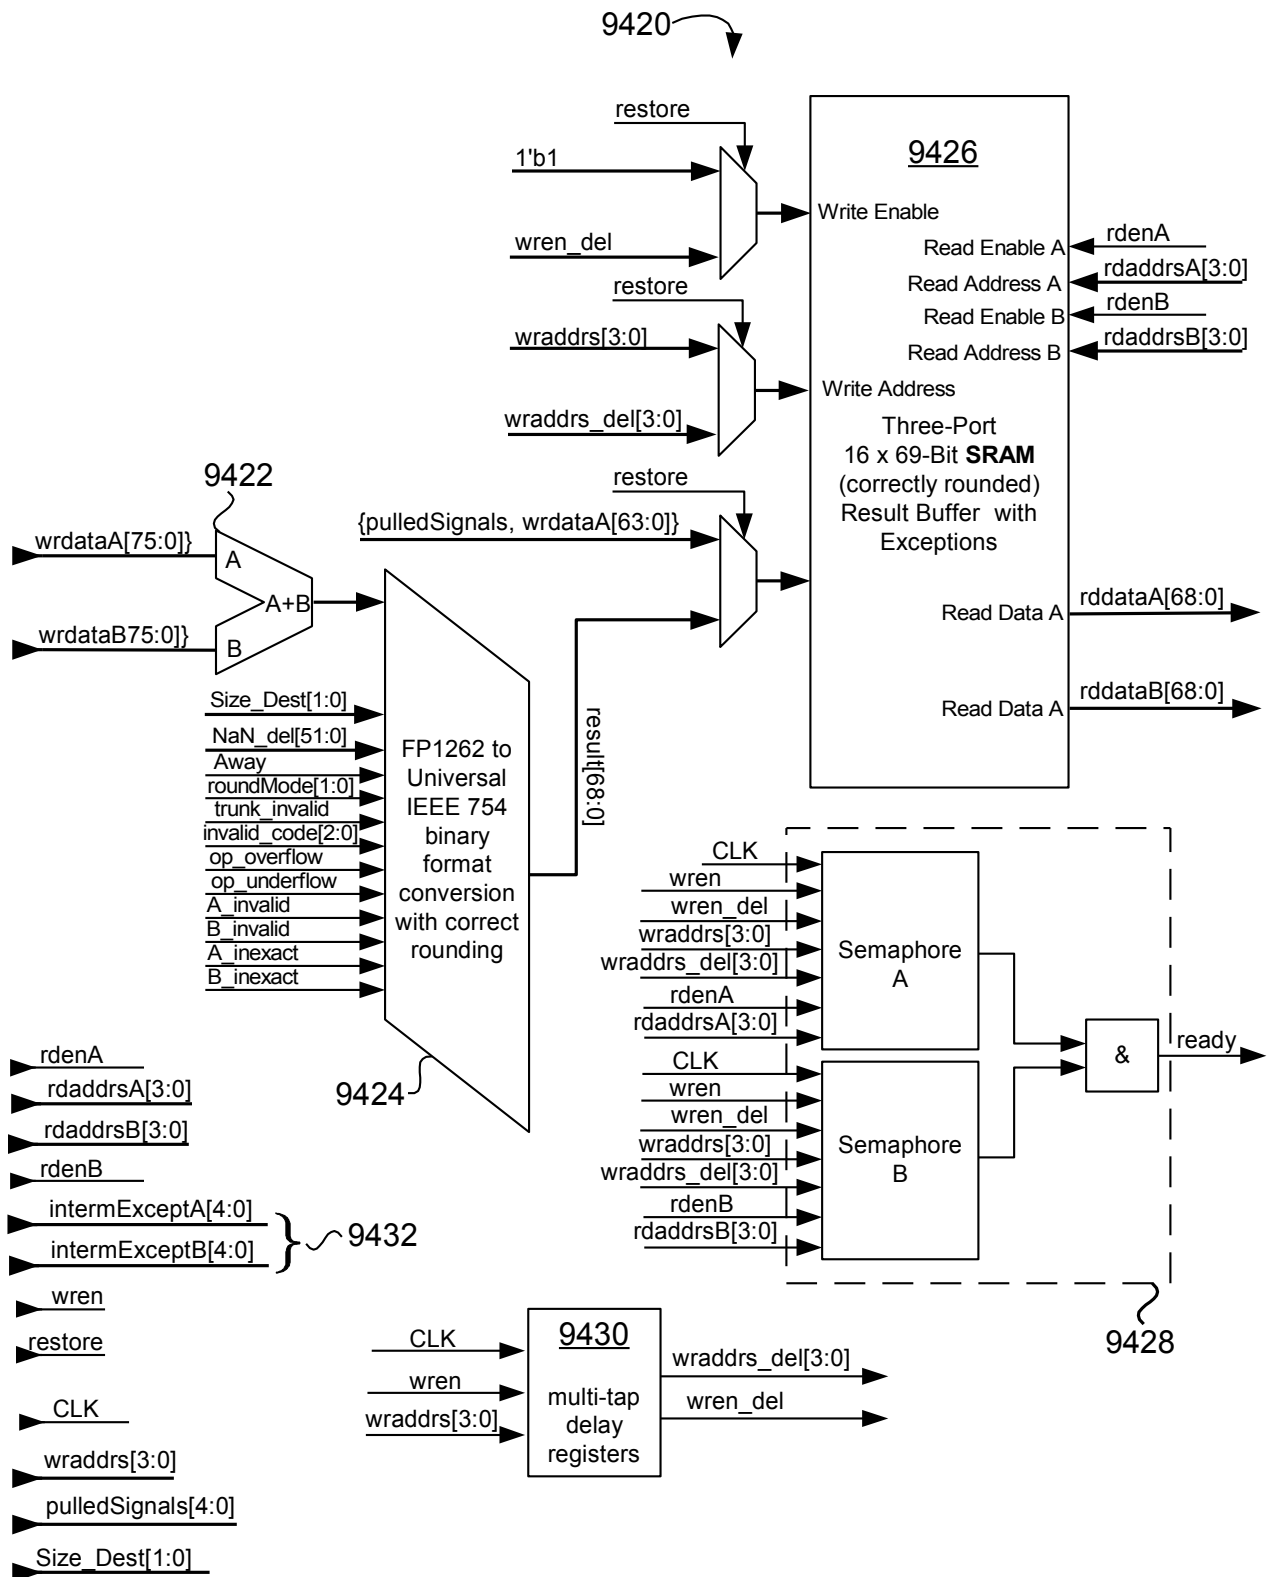 9420
restore
1'b1
wren_del
restore
wraddrs[3:0]
wraddrs_del[3:0]
restore
{pulledSignals, wrdataA[63:0]}
9426
Write Enable
Read Enable A
rdenA
Read Address A
rdaddrsA[3:0]
Read Enable B
rdenB
Read Address B
rdaddrsB[3:0]
Write Address
Three-Port
16 x 69-Bit SRAM
(correctly rounded)
Result Buffer with
Exceptions
Read Data A
rddataA[68:0]
Read Data A
rddataB[68:0]
9422
wrdataA[75:0]}
A
A+B
wrdataB75:0]}
B
Size_Dest[1:0]
NaN_del[51:0]
Away
roundMode[1:0]
trunk_invalid
invalid_code[2:0]
op_overflow
op_underflow
A_invalid
B_invalid
A_inexact
B_inexact
FP1262 to
Universal
IEEE 754
binary
format
conversion
with correct
rounding
result[68:0]
9424
CLK
wren
wren_del
wraddrs[3:0]
wraddrs_del[3:0]
rdenA
rdaddrsA[3:0]
Semaphore
A
CLK
wren
wren_del
wraddrs[3:0]
wraddrs_del[3:0]
rdenB
rdaddrsB[3:0]
Semaphore
B
&
ready
9428
rdenA
rdaddrsA[3:0]
rdaddrsB[3:0]
rdenB
intermExceptA[4:0]
intermExceptB[4:0]
} 9432
wren
restore
CLK
wraddrs[3:0]
pulledSignals[4:0]
Size_Dest[1:0]
CLK
wren
wraddrs[3:0]
9430
multi-tap
delay
registers
wraddrs_del[3:0]
wren_del